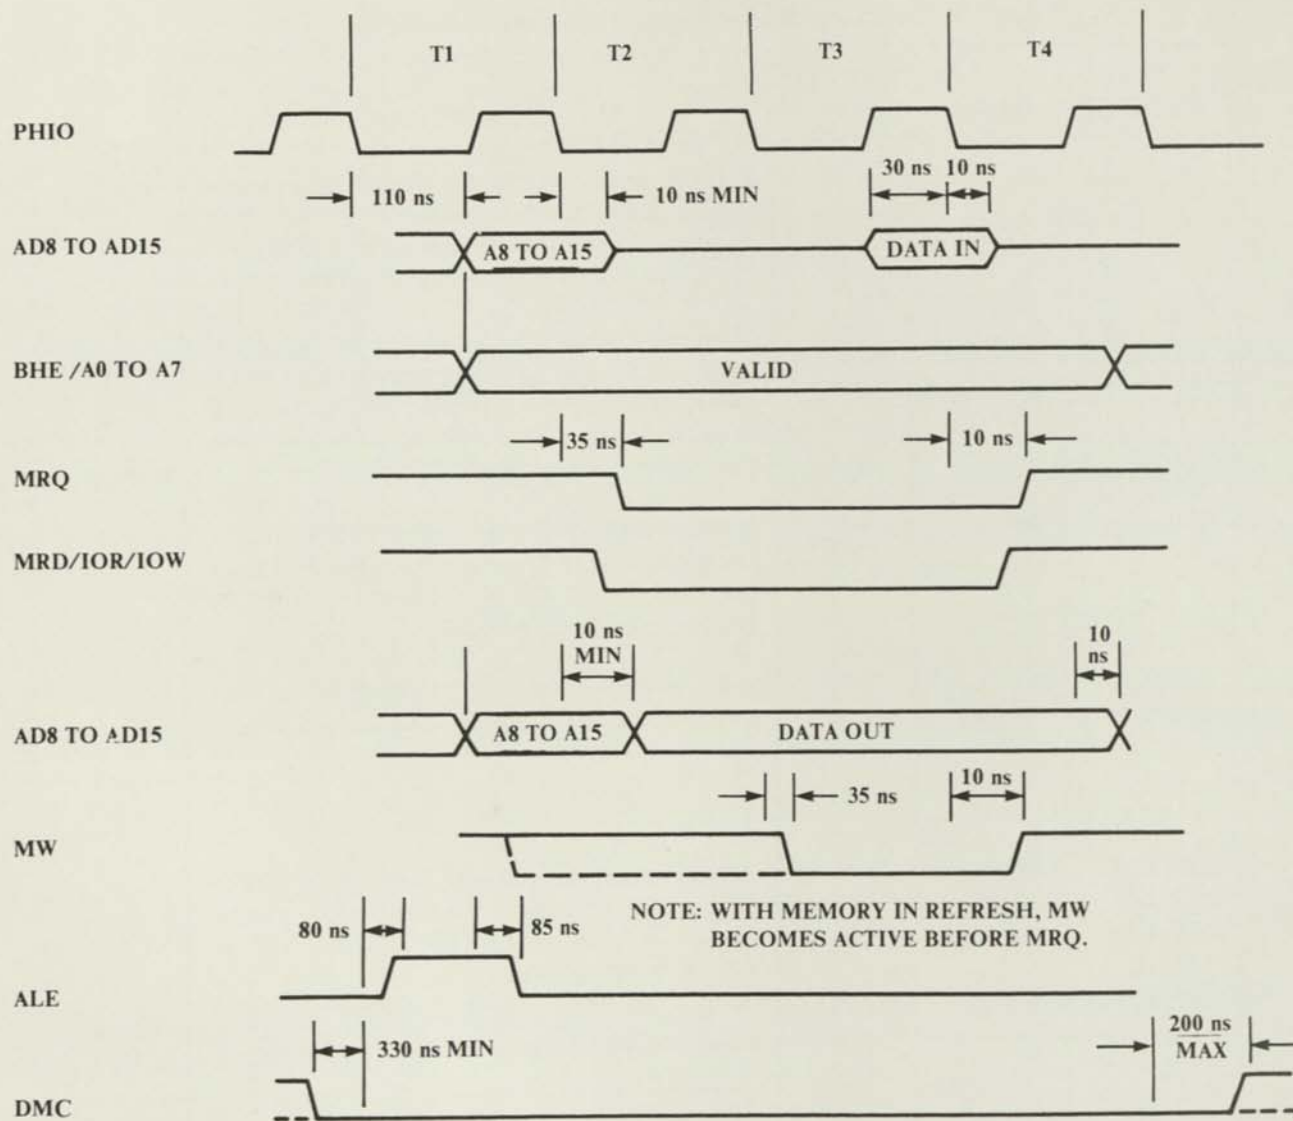 T1 T2 T3 T4
PHIO
110 ns 10 ns MIN 30 ns 10 ns
AD8 TO AD15 A8 TO A15 DATA IN
BHE /A0 TO A7 VALID
35 ns 10 ns
MRQ
MRD/IOR/IOW
10 ns
MIN
10
ns
AD8 TO AD15 A8 TO A15 DATA OUT
35 ns 10 ns
MW
NOTE: WITH MEMORY IN REFRESH, MW
BECOMES ACTIVE BEFORE MRQ.
80 ns 85 ns
ALE
330 ns MIN
200 ns
MAX
DMC